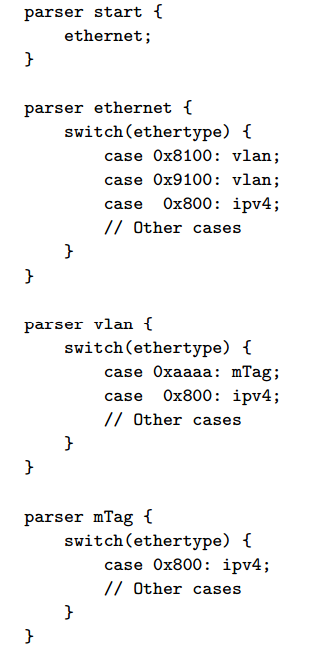 parser start {
    ethernet;
}

parser ethernet {
    switch(ethertype) {
        case 0x8100: vlan;
        case 0x9100: vlan;
        case  0x800: ipv4;
        // Other cases
    }
}

parser vlan {
    switch(ethertype) {
        case 0xaaaa: mTag;
        case  0x800: ipv4;
        // Other cases
    }
}

parser mTag {
    switch(ethertype) {
        case 0x800: ipv4;
        // Other cases
    }
}